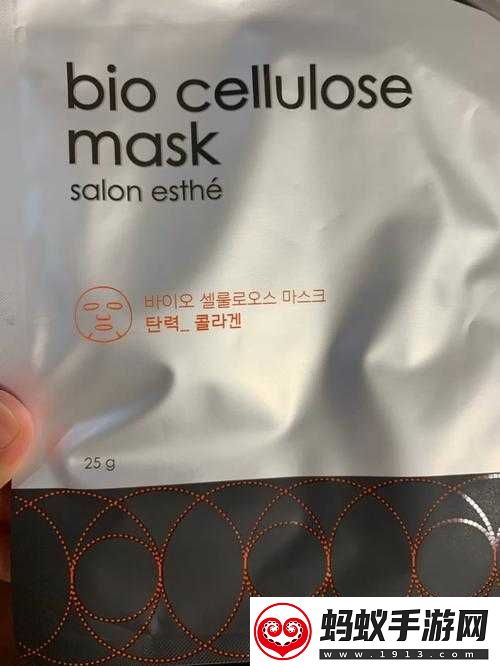 bio cellulose
mask
salon esthé
바이오 셀룰로오스 마스크
탄력_ 콜라겐
25 g
蚂蚁手游网
www.1913.com